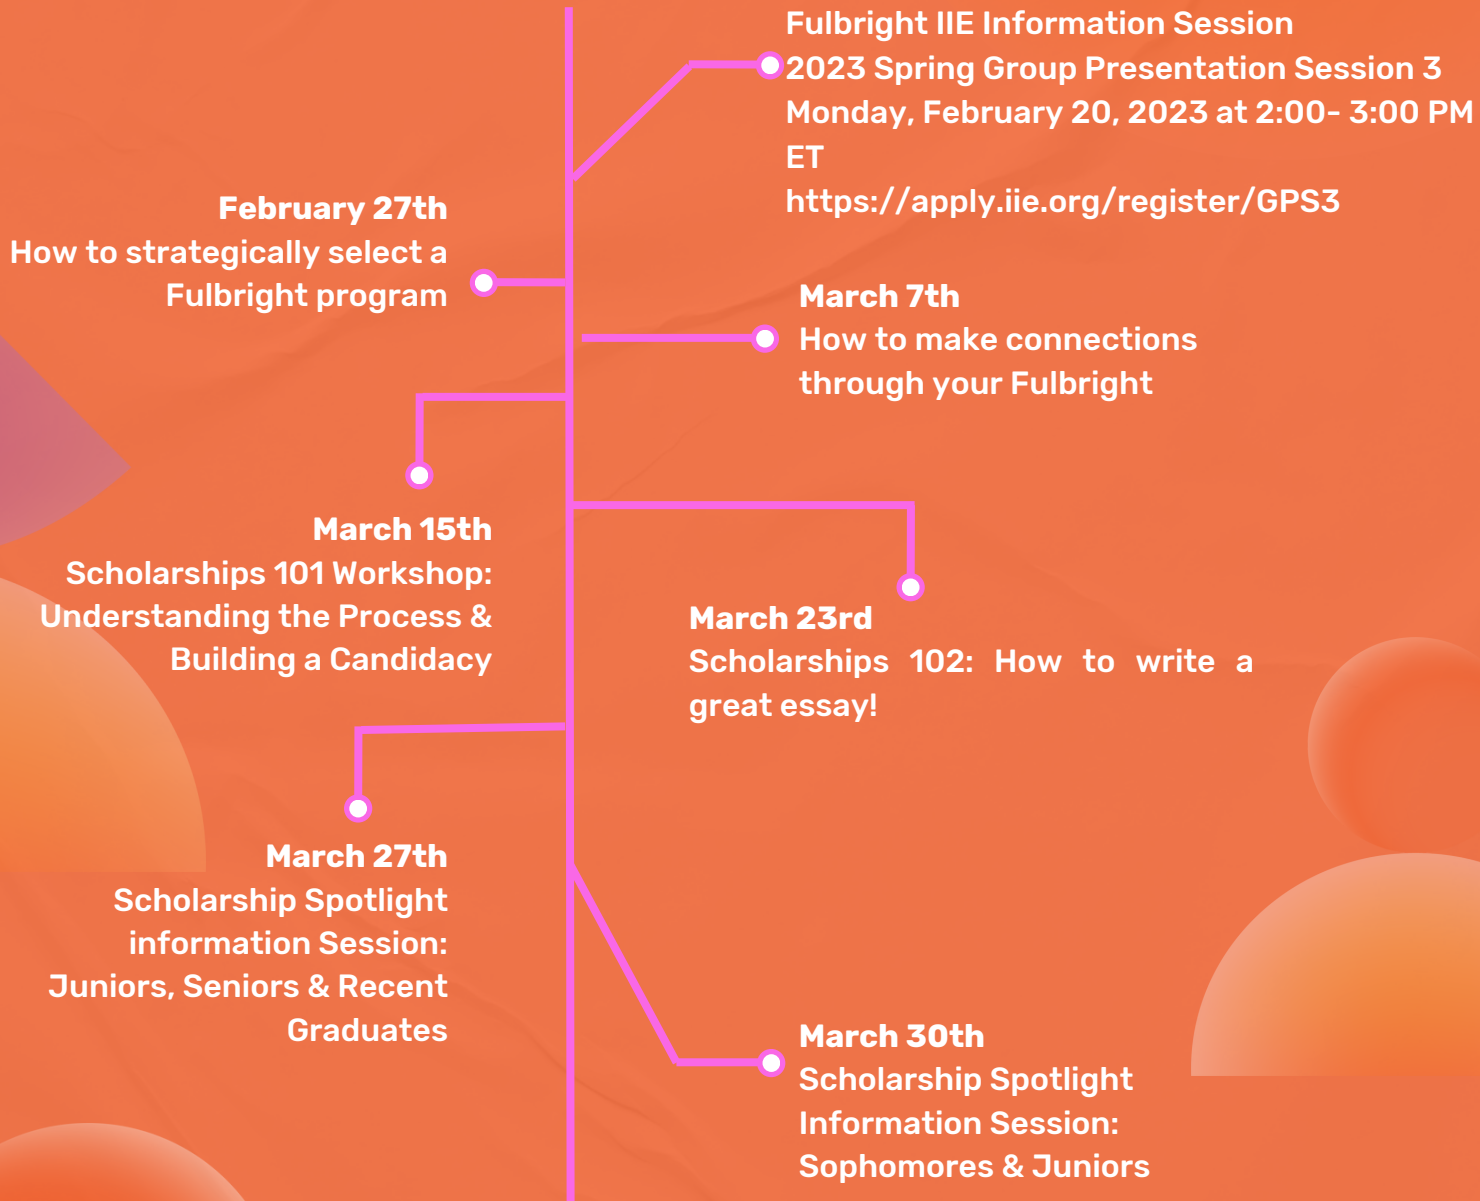 Fulbright IIE Information Session
2023 Spring Group Presentation Session 3
Monday, February 20, 2023 at 2:00- 3:00 PM
ET
https://apply.iie.org/register/GPS3
February 27th
How to strategically select a
Fulbright program
March 7th
How to make connections
through your Fulbright
March 15th
Scholarships 101 Workshop:
Understanding the Process &
Building a Candidacy
March 23rd
Scholarships 102: How to write a
great essay!
March 27th
Scholarship Spotlight
information Session:
Juniors, Seniors & Recent
Graduates
March 30th
Scholarship Spotlight
Information Session:
Sophomores & Juniors